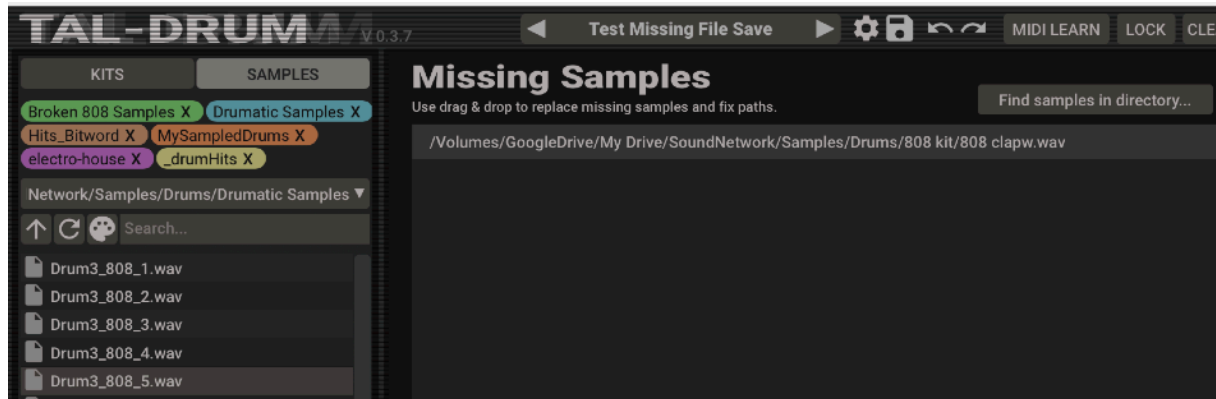 TAL-DRUM V 0.3.7
Test Missing File Save
MIDI LEARN LOCK CLE
KITS SAMPLES
Broken 808 Samples X Drumatic Samples X
Hits_Bitword X MySampledDrums X
electro-house X _drumHits X
Network/Samples/Drums/Drumatic Samples
Search...
Drum3_808_1.wav
Drum3_808_2.wav
Drum3_808_3.wav
Drum3_808_4.wav
Drum3_808_5.wav
Missing Samples
Use drag & drop to replace missing samples and fix paths.
Find samples in directory...
/Volumes/GoogleDrive/My Drive/SoundNetwork/Samples/Drums/808 kit/808 clapw.wav